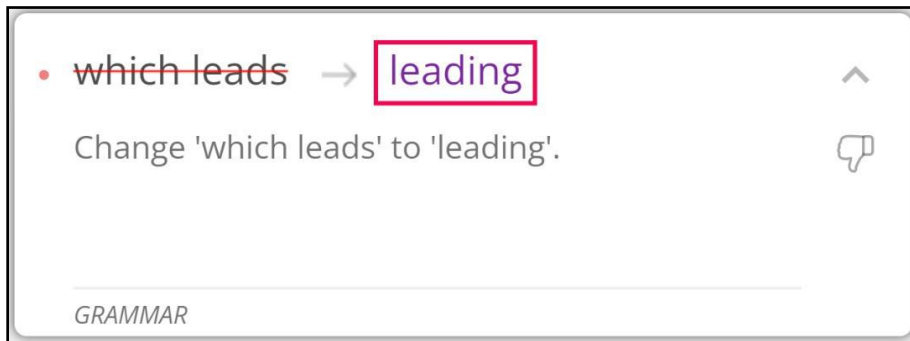 which leads → leading
Change 'which leads' to 'leading'.
GRAMMAR